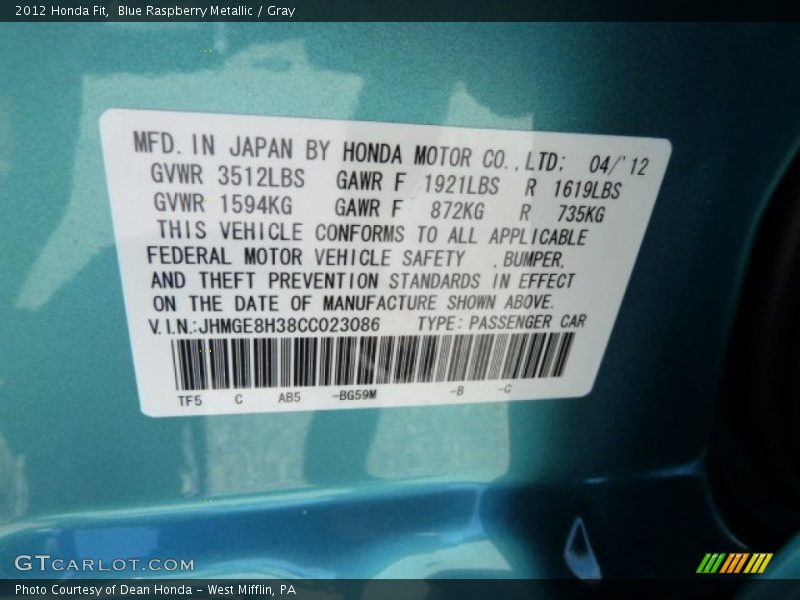 2012 Honda Fit,  Blue Raspberry Metallic / Gray
MFD. IN JAPAN BY HONDA MOTOR CO.,LTD; 04/'12
GVWR 3512LBS GAWR F 1921LBS R 1619LBS
GVWR 1594KG GAWR F 872KG R 735KG
THIS VEHICLE CONFORMS TO ALL APPLICABLE
FEDERAL MOTOR VEHICLE SAFETY ,BUMPER,
AND THEFT PREVENTION STANDARDS IN EFFECT
ON THE DATE OF MANUFACTURE SHOWN ABOVE.
V.I.N.:JHMGE8H38CC023086 TYPE: PASSENGER CAR
TF5 C AB5 -BG59M -B -C
GTCARLOT.COM
Photo Courtesy of Dean Honda - West Mifflin, PA